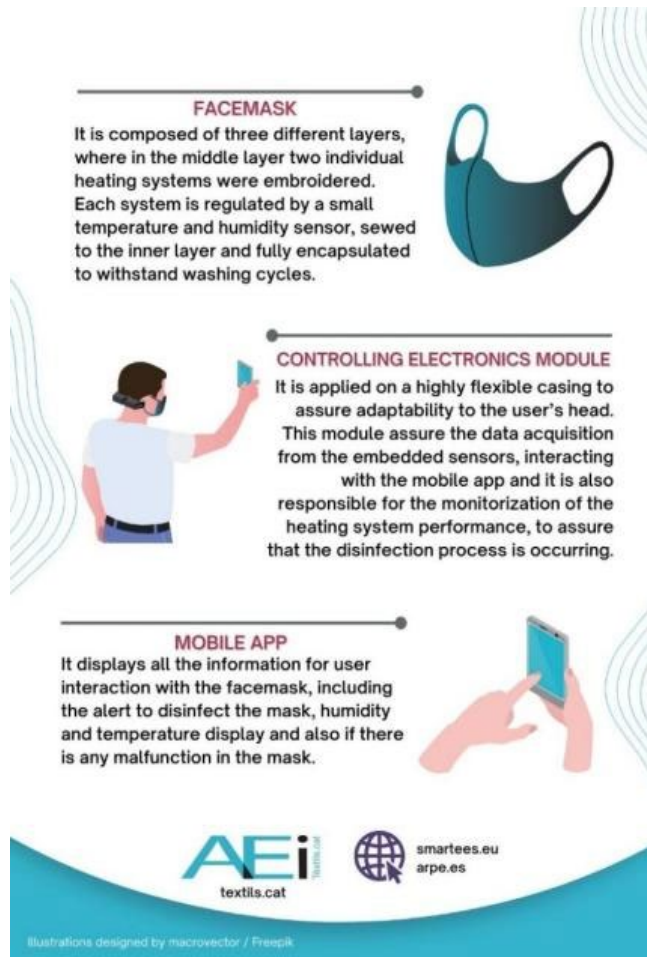 FACEMASK
It is composed of three different layers,
where in the middle layer two individual
heating systems were embroidered.
Each system is regulated by a small
temperature and humidity sensor, sewed
to the inner layer and fully encapsulated
to withstand washing cycles.
CONTROLLING ELECTRONICS MODULE
It is applied on a highly flexible casing to
assure adaptability to the user's head.
This module assure the data acquisition
from the embedded sensors, interacting
with the mobile app and it is also
responsible for the monitorization of the
heating system performance, to assure
that the disinfection process is occurring.
MOBILE APP
It displays all the information for user
interaction with the facemask, including
the alert to disinfect the mask, humidity
and temperature display and also if there
is any malfunction in the mask.
AEi
Textils.cat
textils.cat
smartees.eu
arpe.es
Illustrations designed by macrovector / Freepik